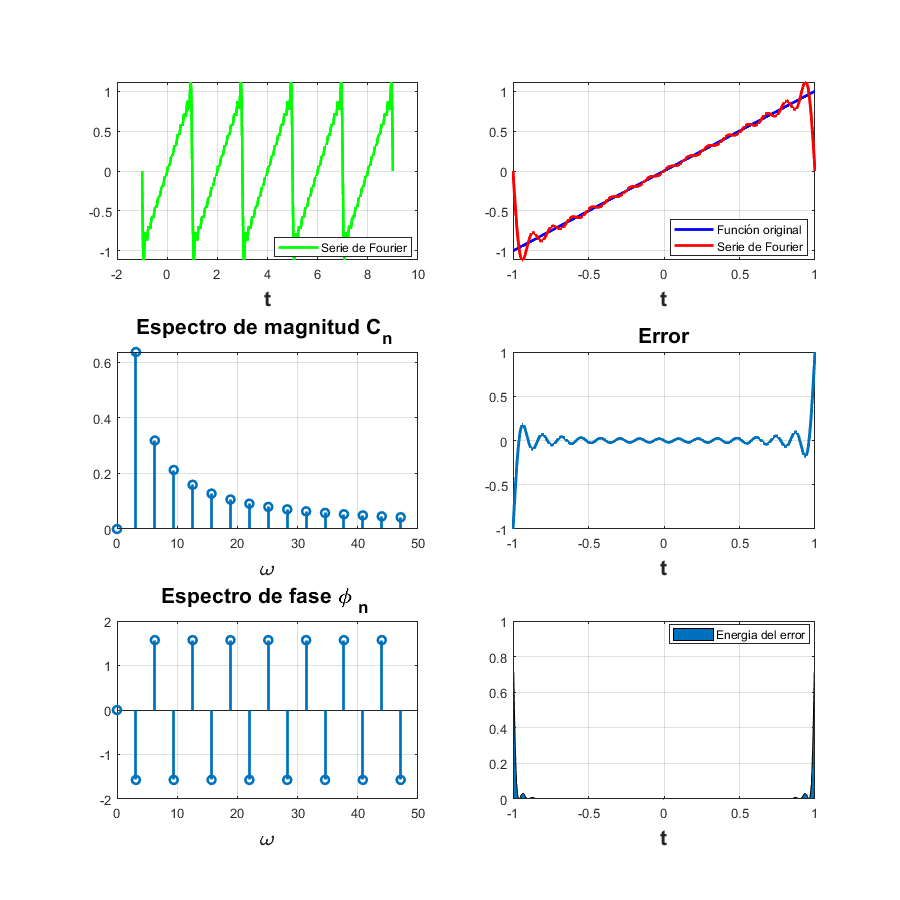 1
0.5
0
-0.5
-1
-2 0 2 4 6 8 10
t
Serie de Fourier
1
0.5
0
-0.5
-1
-1 -0.5 0 0.5 1
t
Función original
Serie de Fourier
Espectro de magnitud Cn
0.6
0.4
0.2
0
0 10 20 30 40 50
ω
Error
1
0.5
0
-0.5
-1
-1 -0.5 0 0.5 1
t
Espectro de fase ϕ n
2
1
0
-1
-2
0 10 20 30 40 50
ω
1
0.8
0.6
0.4
0.2
0
-1 -0.5 0 0.5 1
t
Energia del error